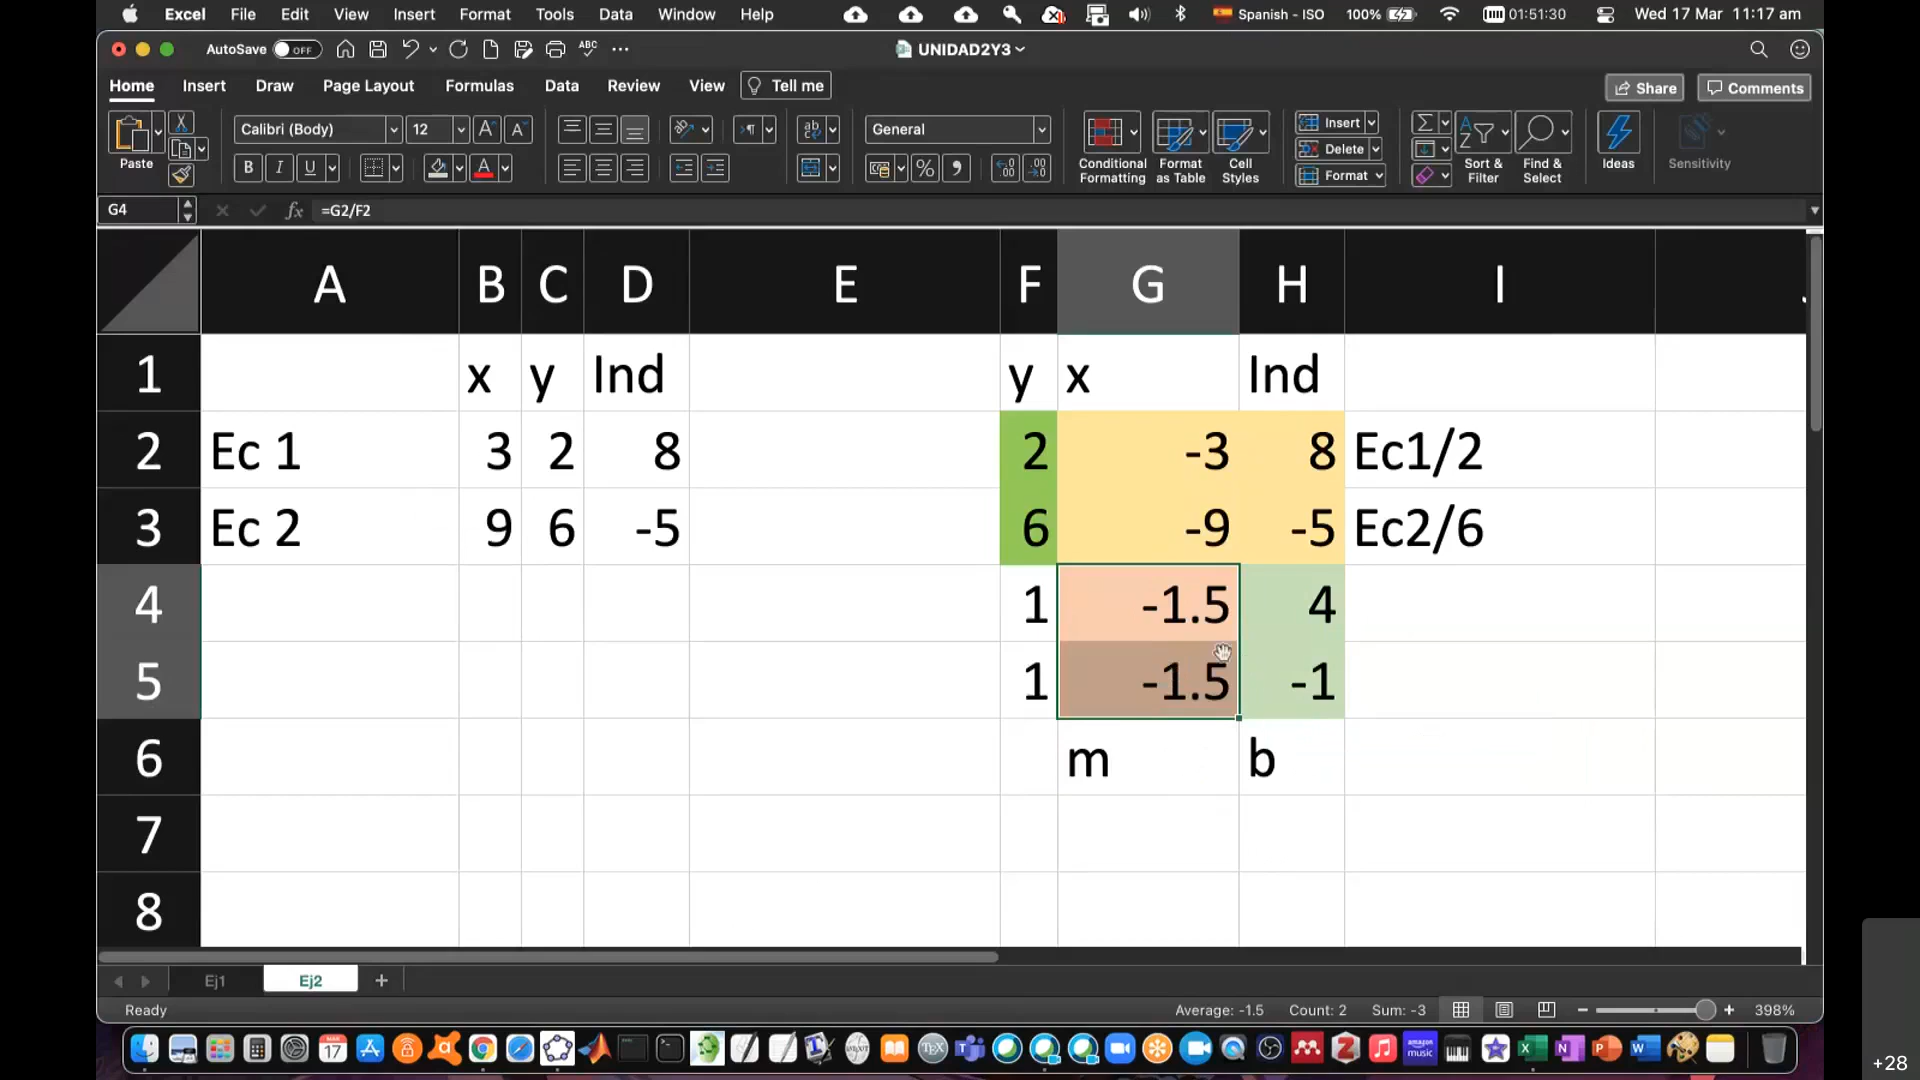 Excel File Edit View Insert Format Tools Data Window Help Spanish - ISO 100% 01:51:30 Wed 17 Mar 11:17 am
AutoSave OFF ABC ... UNIDAD2Y3
Home Insert Draw Page Layout Formulas Data Review View Tell me Share Comments
Paste Calibri (Body) 12 A A General Insert
B I U A % Delete
Format
Conditional Formatting
Format as Table
Cell Styles
Sort & Filter
Find & Select
Ideas
Sensitivity
G4 fx =G2/F2
A B C D E F G H I
1 x y Ind y x Ind
2 Ec 1 3 2 8 2 -3 8 Ec1/2
3 Ec 2 9 6 -5 6 -9 -5 Ec2/6
4 1 -1.5 4
5 1 -1.5 -1
6 m b
7
8
Ej1 Ej2 +
Ready Average: -1.5 Count: 2 Sum: -3 398%
+28